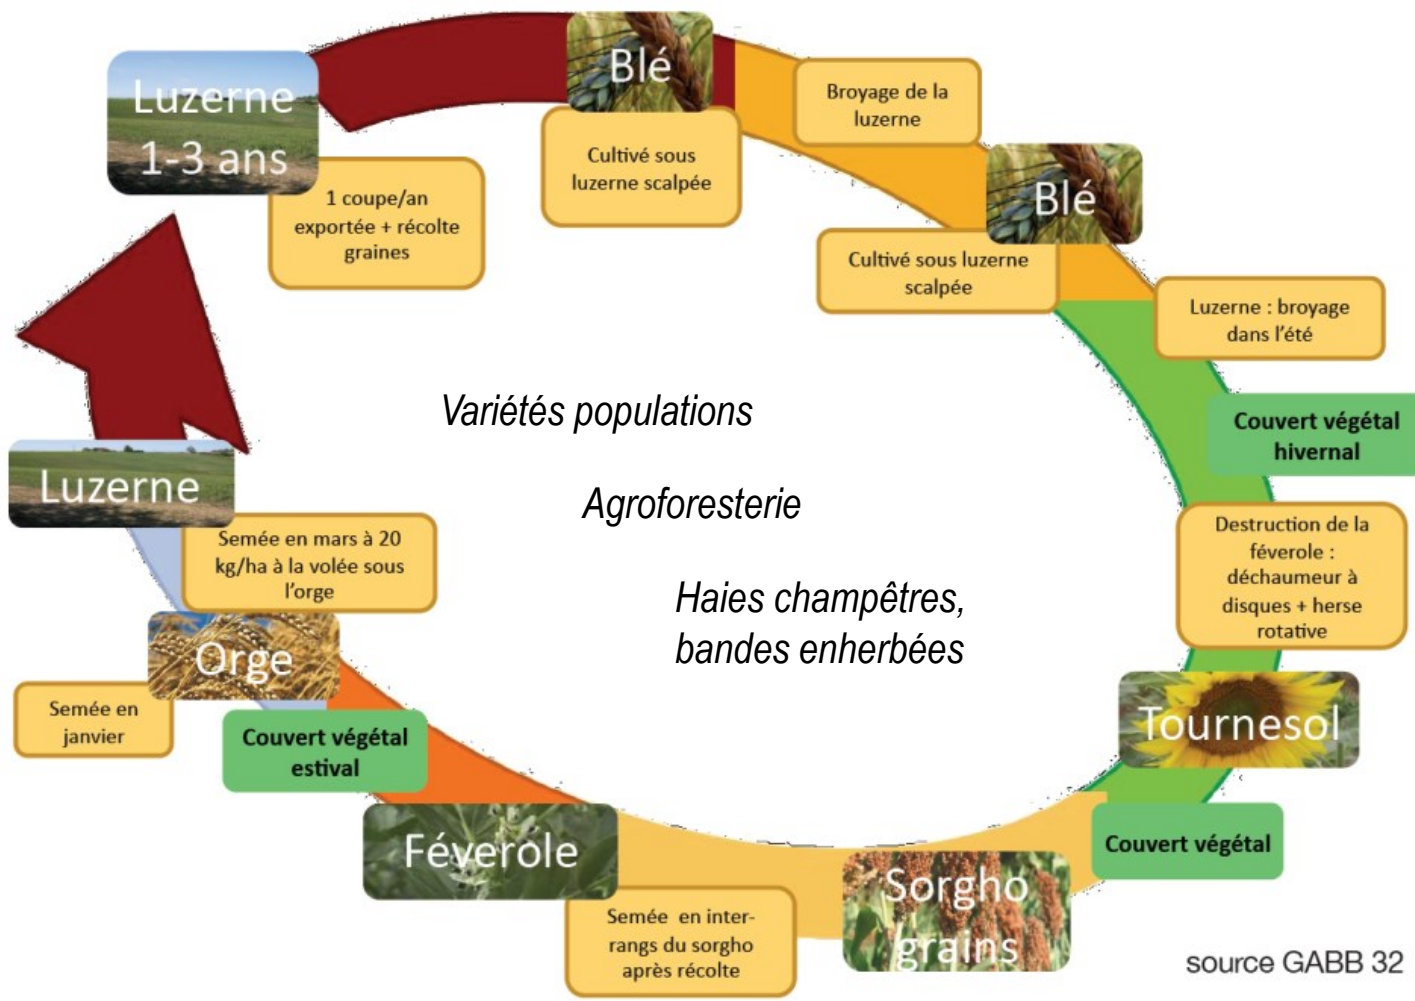 Luzerne
1-3 ans
1 coupe/an
exportée + récolte
graines
Blé
Cultivé sous
luzerne scalpée
Broyage de la
luzerne
Blé
Cultivé sous luzerne
scalpée
Luzerne : broyage
dans l'été
Couvert végétal
hivernal
Destruction de la
féverole :
déchaumeur à
disques + herse
rotative
Tournesol
Couvert végétal
Sorgho
grains
Semée en inter-
rangs du sorgho
après récolte
Féverole
Couvert végétal
estival
Orge
Semée en
janvier
Semée en mars à 20
kg/ha à la volée sous
l'orge
Luzerne
Variétés populations
Agroforesterie
Haies champêtres,
bandes enherbées
source GABB 32